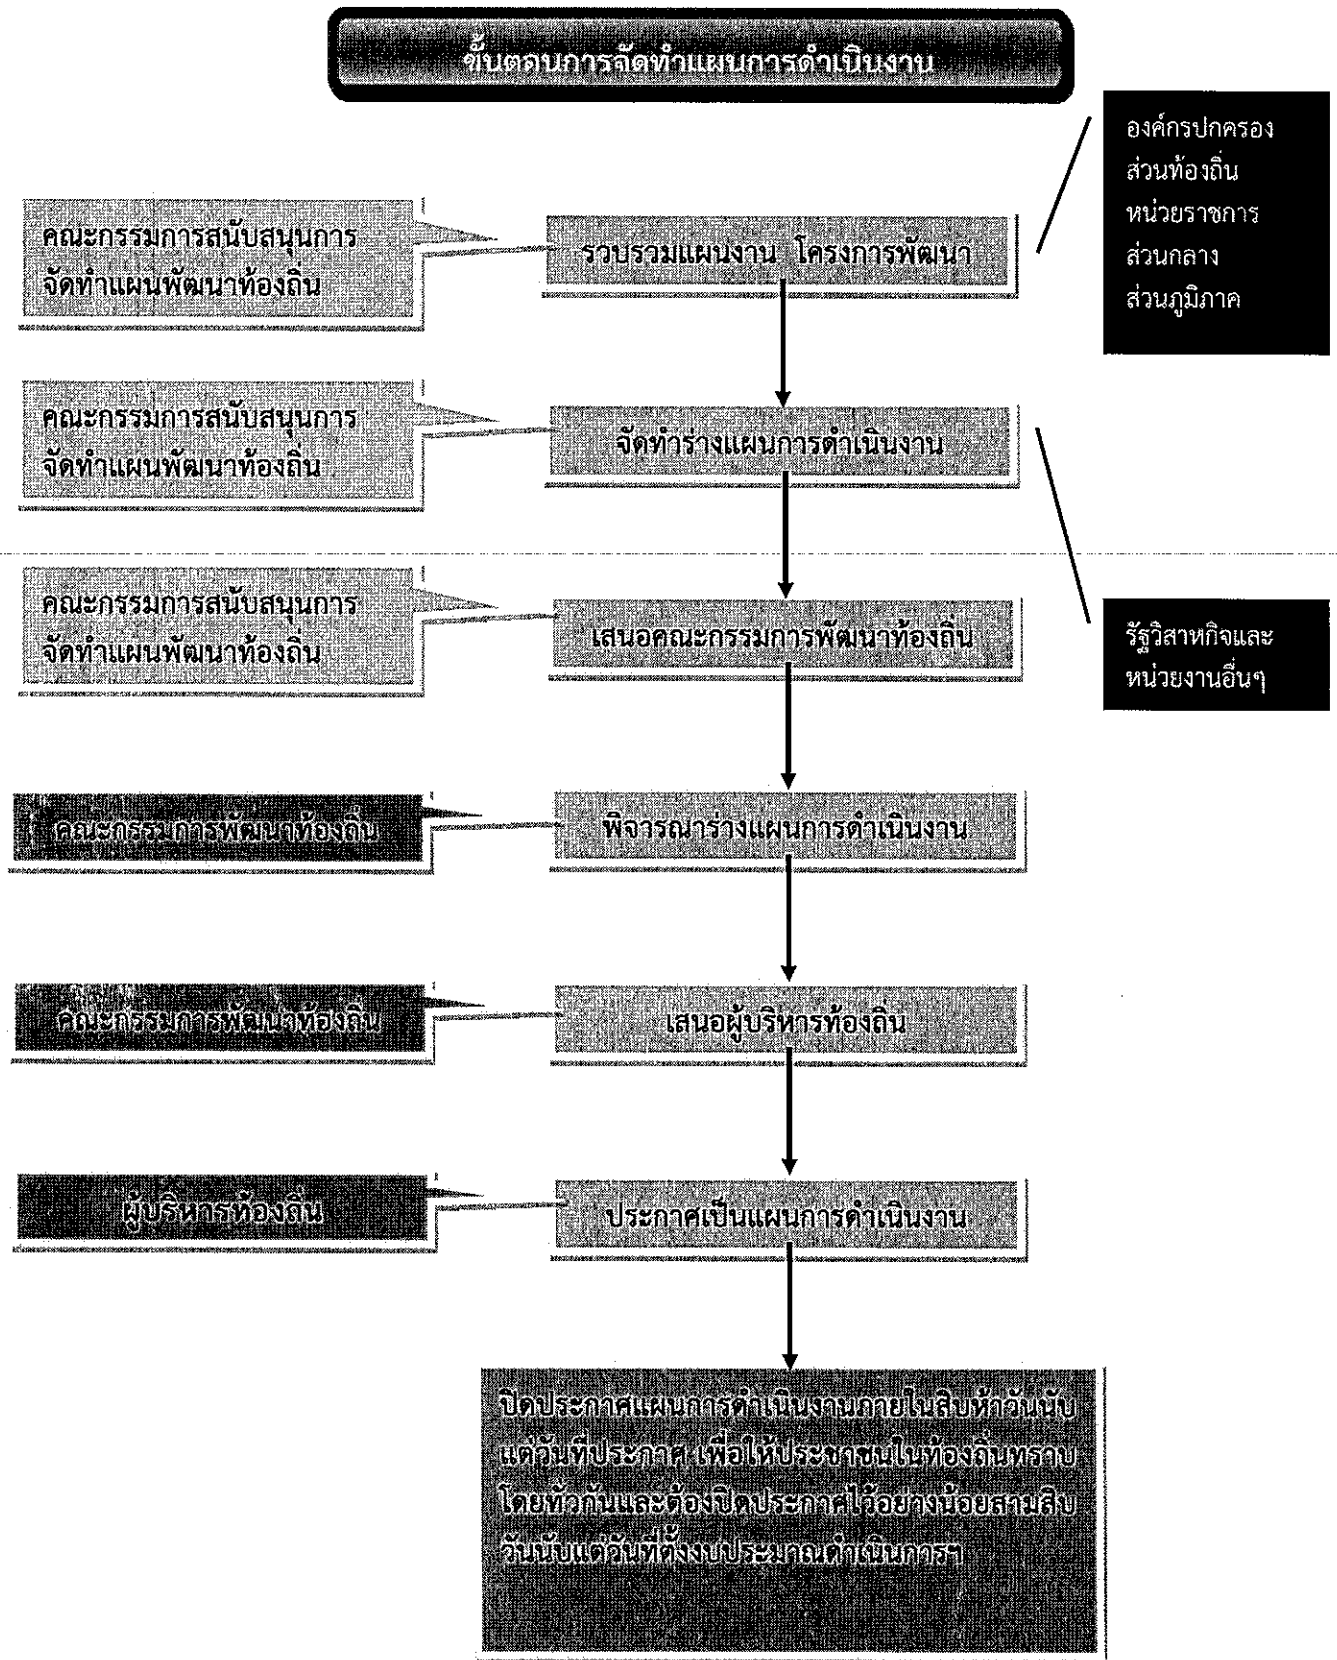 ขั้นตอนการจัดทำแผนการดำเนินงาน
องค์กรปกครอง
ส่วนท้องถิ่น
หน่วยราชการ
ส่วนกลาง
ส่วนภูมิภาค
คณะกรรมการสนับสนุนการ
จัดทำแผนพัฒนาท้องถิ่น
รวบรวมแผนงาน โครงการพัฒนา
คณะกรรมการสนับสนุนการ
จัดทำแผนพัฒนาท้องถิ่น
จัดทำร่างแผนการดำเนินงาน
คณะกรรมการสนับสนุนการ
จัดทำแผนพัฒนาท้องถิ่น
เสนอคณะกรรมการพัฒนาท้องถิ่น
รัฐวิสาหกิจและ
หน่วยงานอื่นๆ
คณะกรรมการพัฒนาท้องถิ่น
พิจารณาร่างแผนการดำเนินงาน
คณะกรรมการพัฒนาท้องถิ่น
เสนอผู้บริหารท้องถิ่น
ผู้บริหารท้องถิ่น
ประกาศเป็นแผนการดำเนินงาน
ปิดประกาศแผนการดำเนินงานภายในสิบห้าวันนับ
แต่วันที่ประกาศ เพื่อให้ประชาชนในท้องถิ่นทราบ
โดยทั่วกันและต้องปิดประกาศไว้อย่างน้อยสามสิบ
วันนับแต่วันที่ตั้งงบประมาณดำเนินการฯ